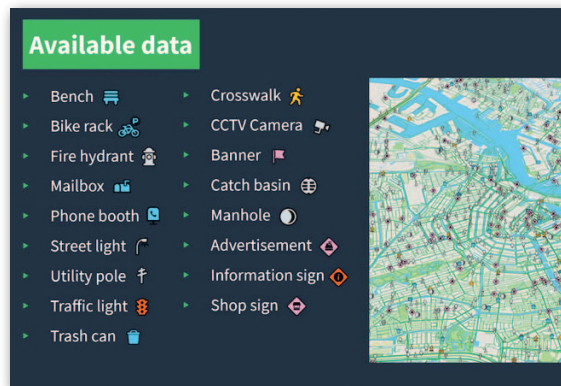 Available data
Bench
Bike rack
Fire hydrant
Mailbox
Phone booth
Street light
Utility pole
Traffic light
Trash can
Crosswalk
CCTV Camera
Banner
Catch basin
Manhole
Advertisement
Information sign
Shop sign